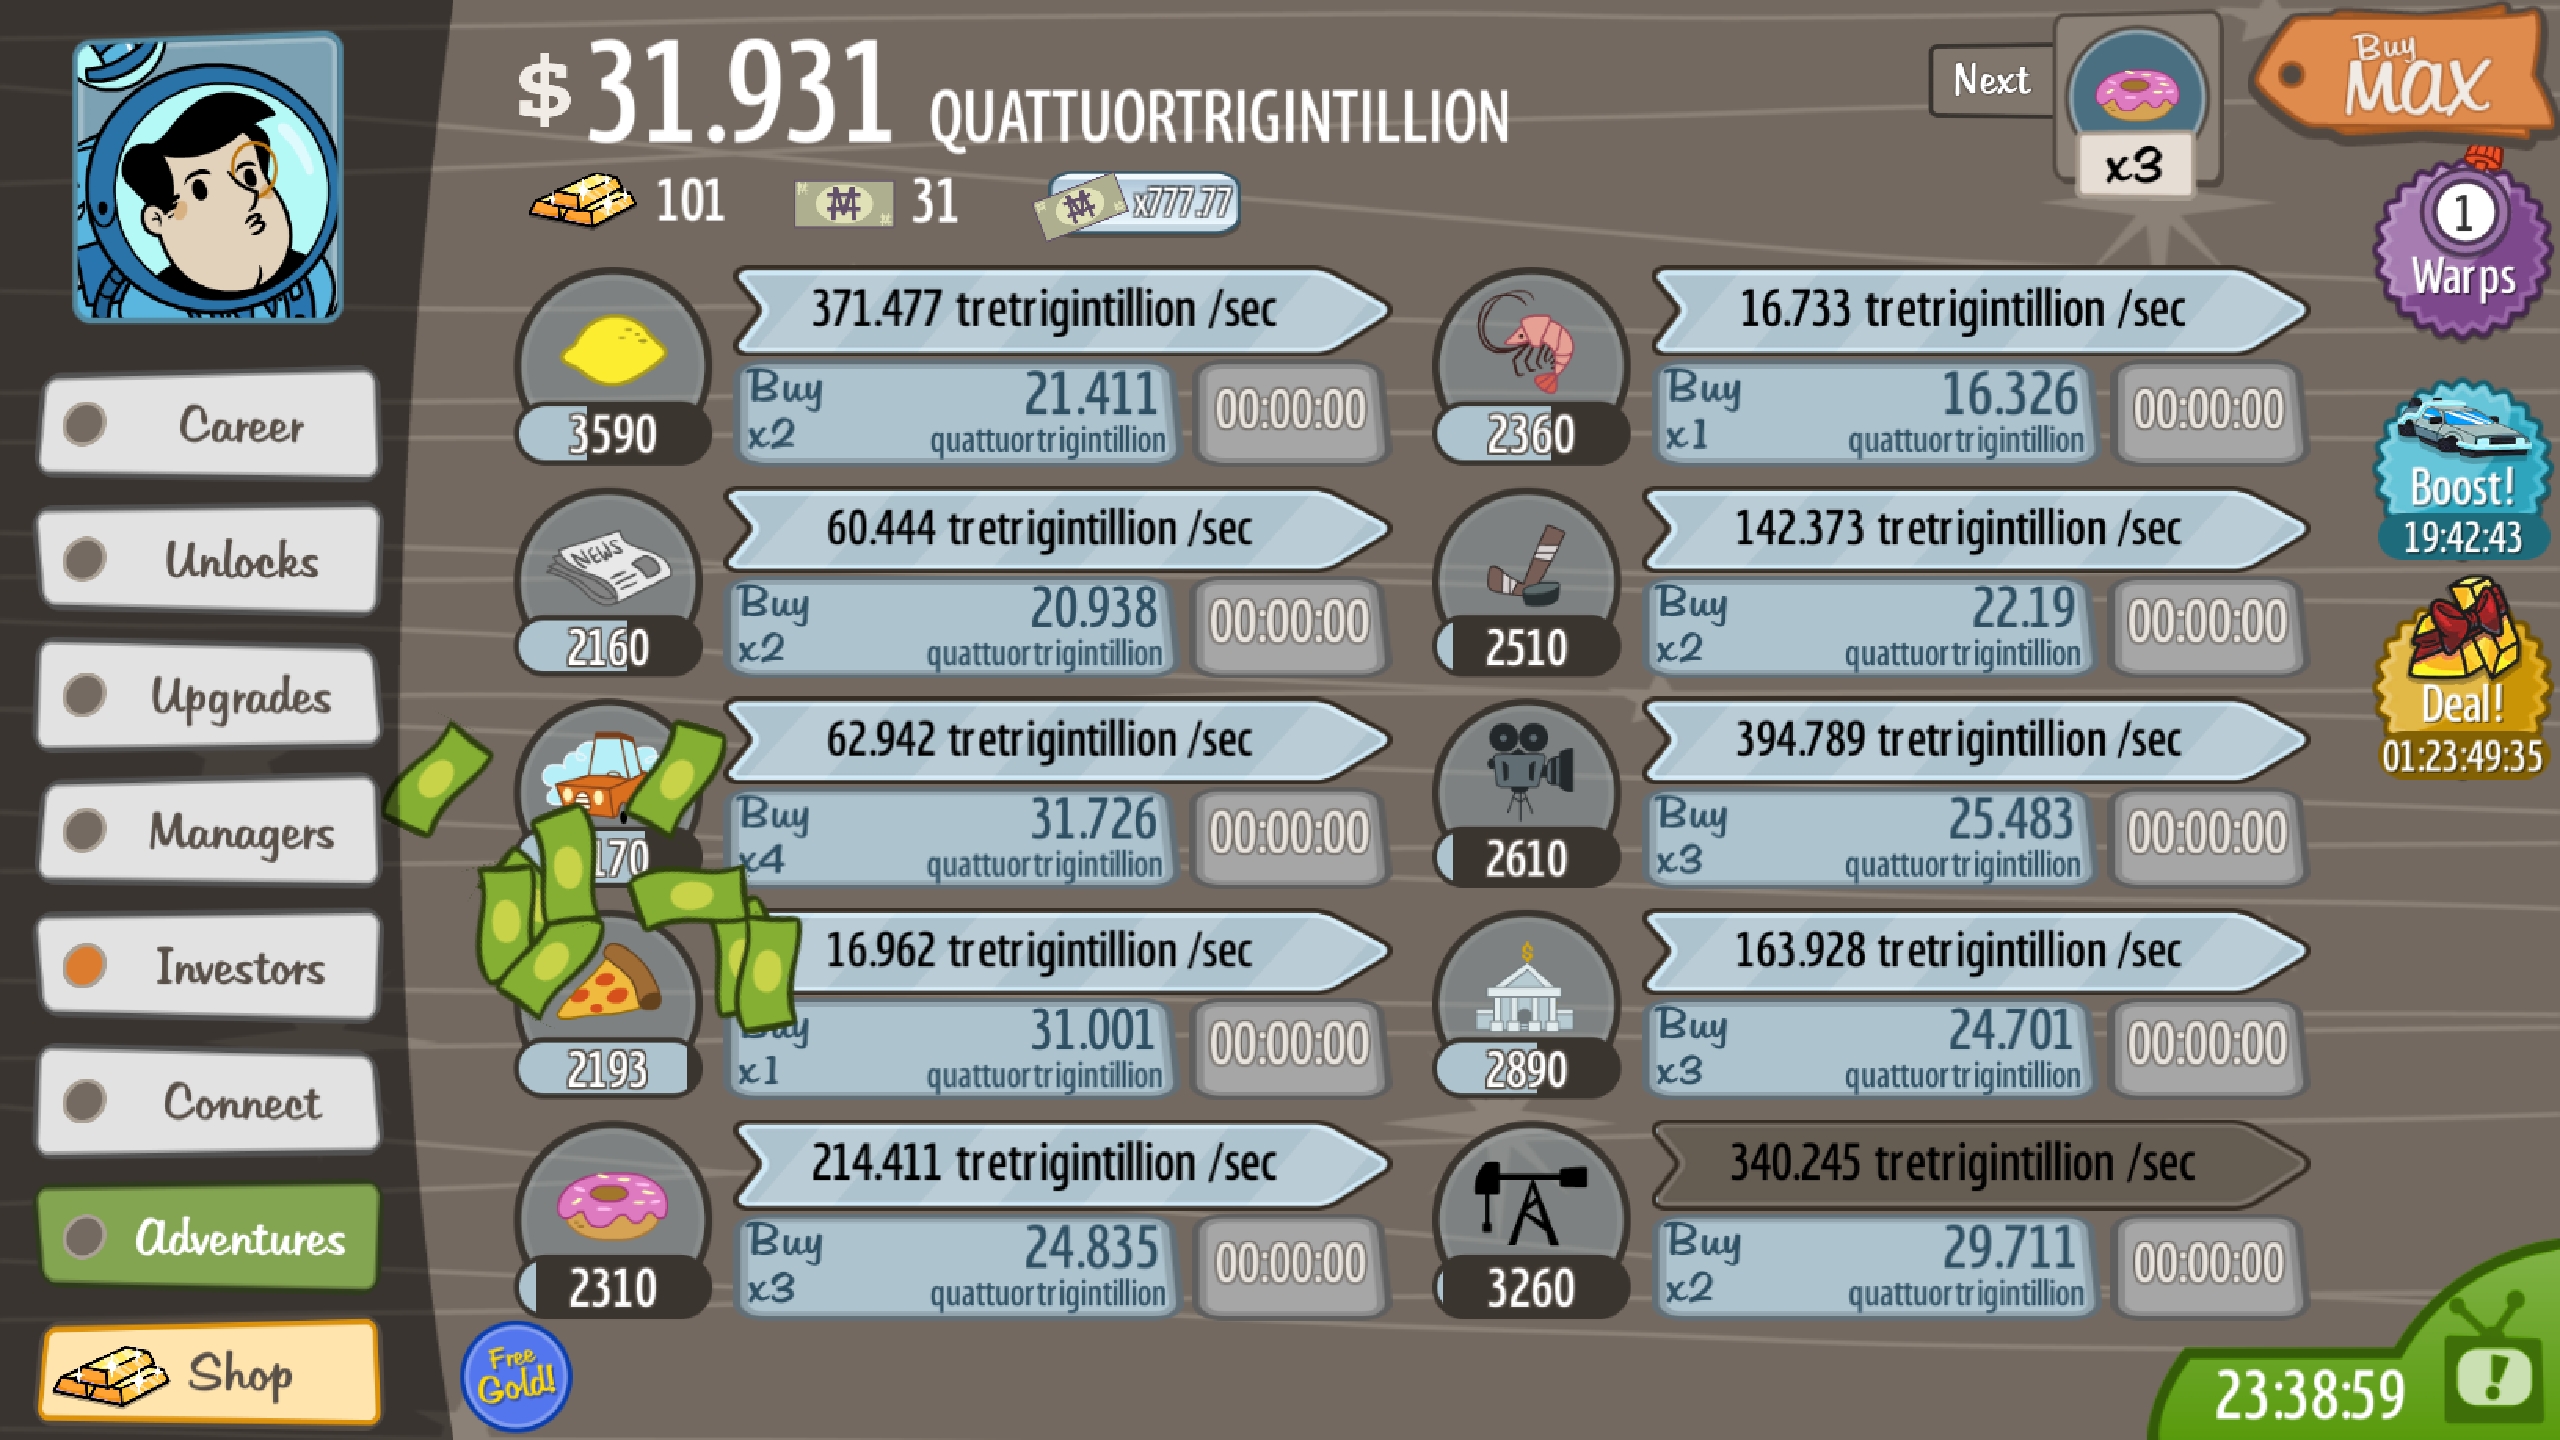 $ 31.931 QUATTUORTRIGINTILLION
101
31
x777.77
Next
x3
Buy
MAX
1
Warps
Boost!
19:42:43
Deal!
01:23:49:35
Career
Unlocks
Upgrades
Managers
Investors
Connect
Adventures
Shop
371.477 tretrigintillion /sec
3590
Buy 21.411
x2 quattuortrigintillion
00:00:00
16.733 tretrigintillion /sec
2360
Buy 16.326
x1 quattuortrigintillion
00:00:00
NEWS
60.444 tretrigintillion /sec
2160
Buy 20.938
x2 quattuortrigintillion
00:00:00
142.373 tretrigintillion /sec
2510
Buy 22.19
x2 quattuortrigintillion
00:00:00
62.942 tretrigintillion /sec
Buy 31.726
x4 quattuortrigintillion
00:00:00
394.789 tretrigintillion /sec
2610
Buy 25.483
x3 quattuortrigintillion
00:00:00
16.962 tretrigintillion /sec
2193
Buy 31.001
x1 quattuortrigintillion
00:00:00
163.928 tretrigintillion /sec
2890
Buy 24.701
x3 quattuortrigintillion
00:00:00
214.411 tretrigintillion /sec
2310
Buy 24.835
x3 quattuortrigintillion
00:00:00
340.245 tretrigintillion /sec
3260
Buy 29.711
x2 quattuortrigintillion
00:00:00
Free
Gold!
23:38:59